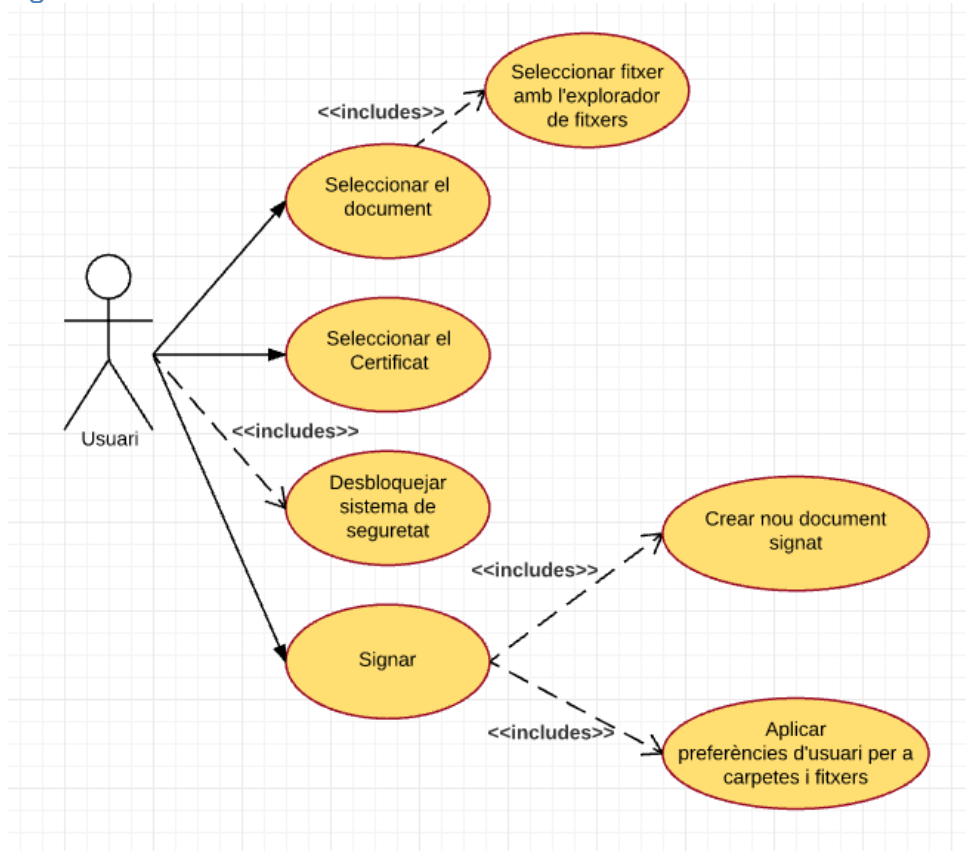 Seleccionar fitxer
amb l'explorador
de fitxers
<<includes>>
Seleccionar el
document
Seleccionar el
Certificat
Usuari
<<includes>>
Desbloquejar
sistema de
seguretat
Crear nou document
signat
<<includes>>
Signar
<<includes>>
Aplicar
preferències d'usuari per a
carpetes i fitxers